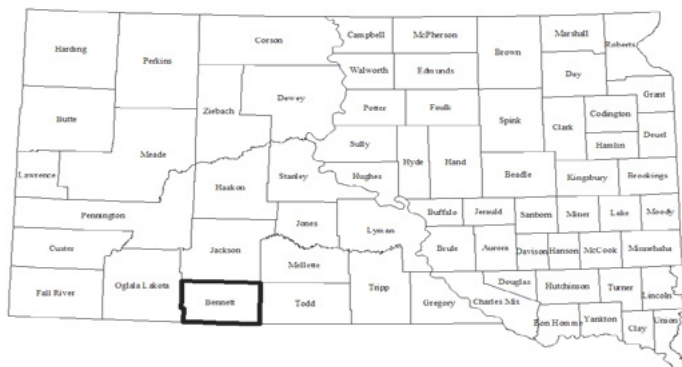 Harding
Perkins
Corson
Campbell
McPherson
Brown
Marshall
Roberts
Walworth
Edmunds
Day
Dewey
Ziebach
Grant
Butte
Potter
Faulk
Codington
Spink
Clark
Deuel
Meade
Sully
Hamlin
Hyde
Hand
Lawrence
Haakon
Stanley
Hughes
Beadle
Kingsbury
Brookings
Pennington
Buffalo
Jerauld
Sanborn
Miner
Lake
Moody
Jones
Lyman
Custer
Jackson
Brule
Aurora
Davison
Hanson
McCook
Minnehaha
Mellette
Fall River
Oglala Lakota
Bennett
Todd
Tripp
Gregory
Charles Mix
Douglas
Hutchinson
Turner
Lincoln
Bon Homme
Yankton
Clay
Union